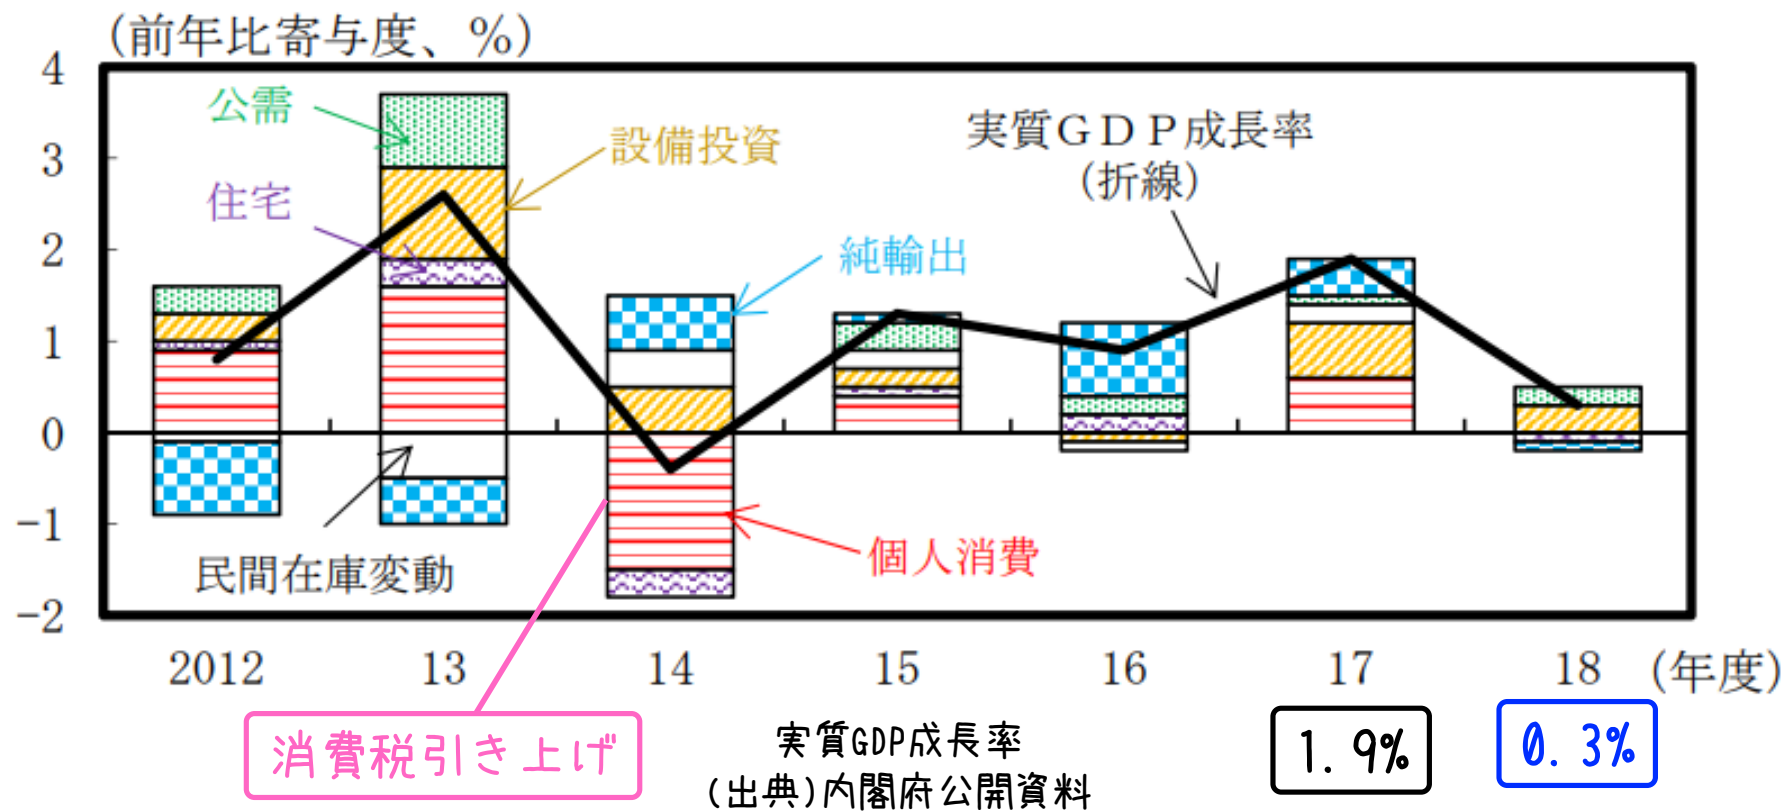 (前年比寄与度、%)
4
3
2
1
0
-1
-2
公需
住宅
設備投資
純輸出
実質GDP成長率
(折線)
個人消費
民間在庫変動
2012 13 14 15 16 17 18 (年度)
消費税引き上げ
実質GDP成長率
(出典)内閣府公開資料
1.9%
0.3%